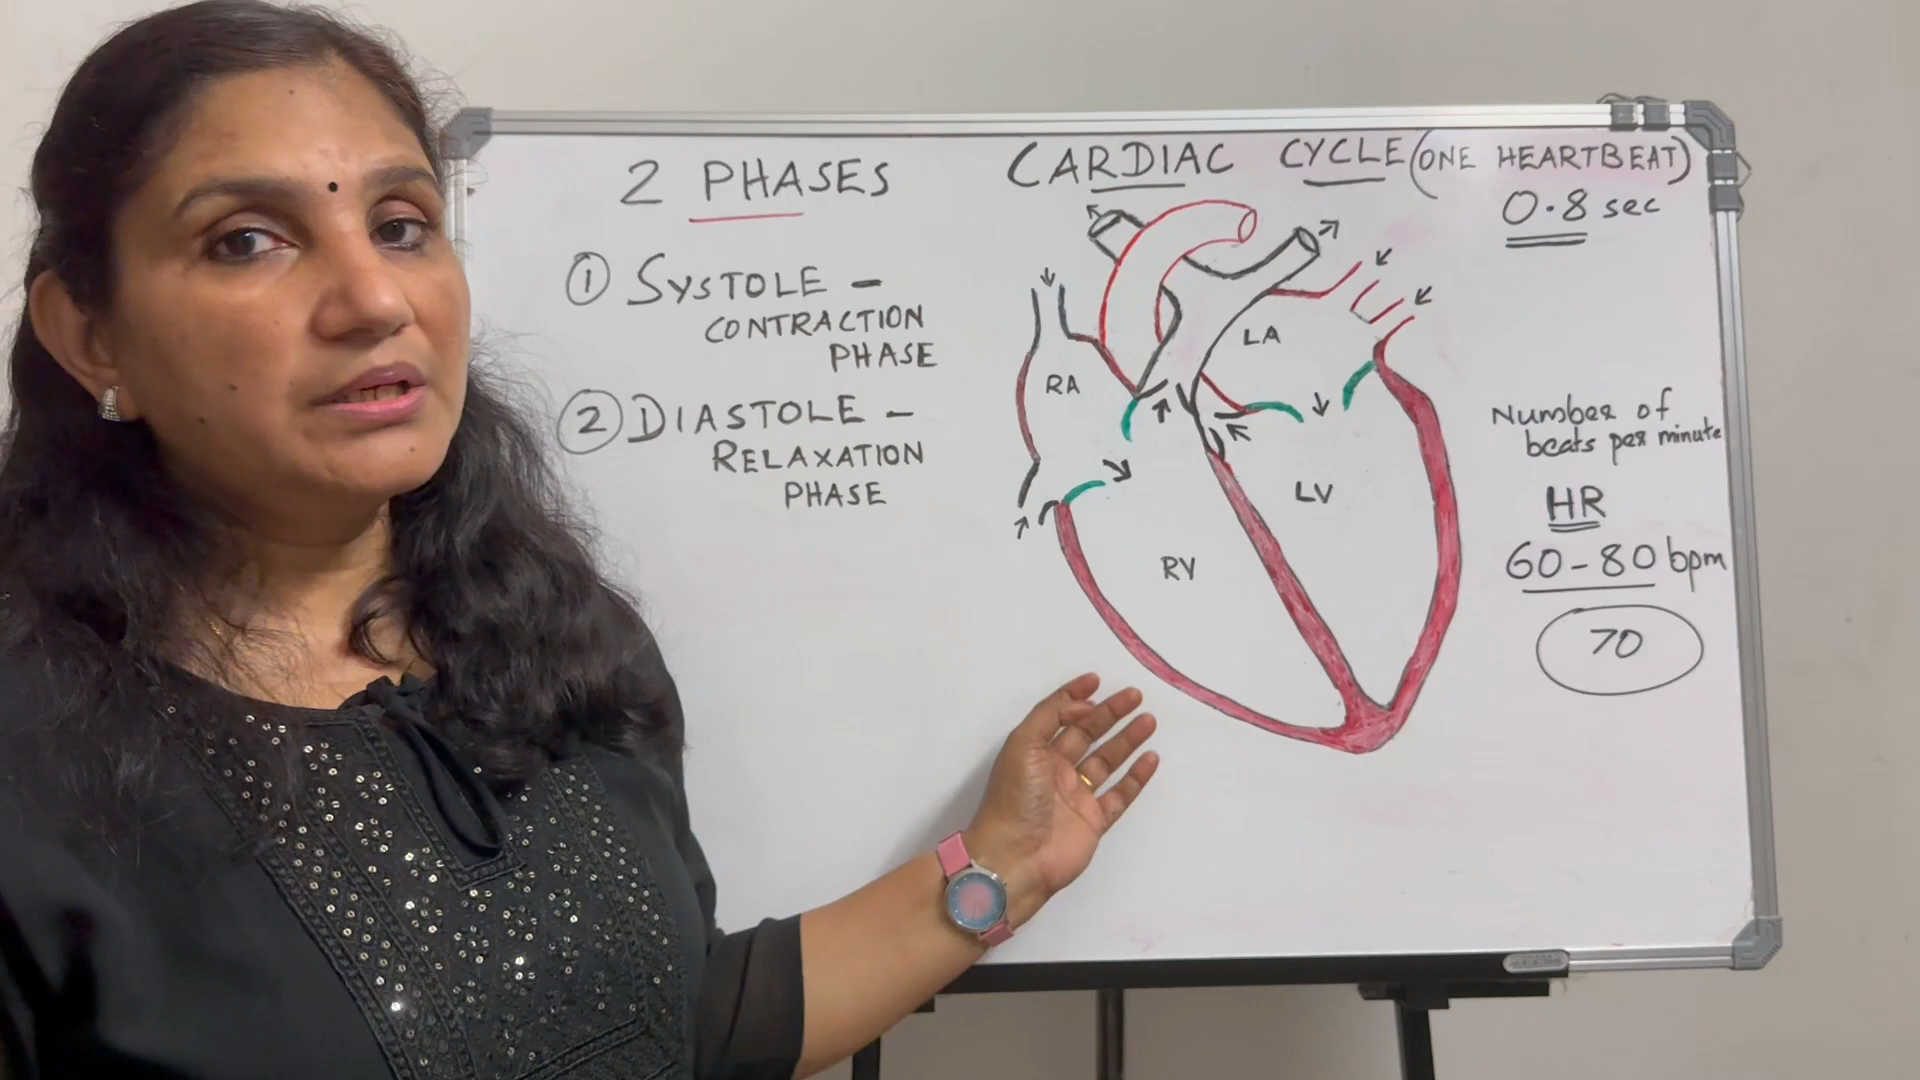 2 PHASES
① SYSTOLE -
CONTRACTION
PHASE
② DIASTOLE -
RELAXATION
PHASE
CARDIAC CYCLE (ONE HEARTBEAT)
0.8 sec
LA
RA
LV
RV
Number of
beats per minute
HR
60-80 bpm
70